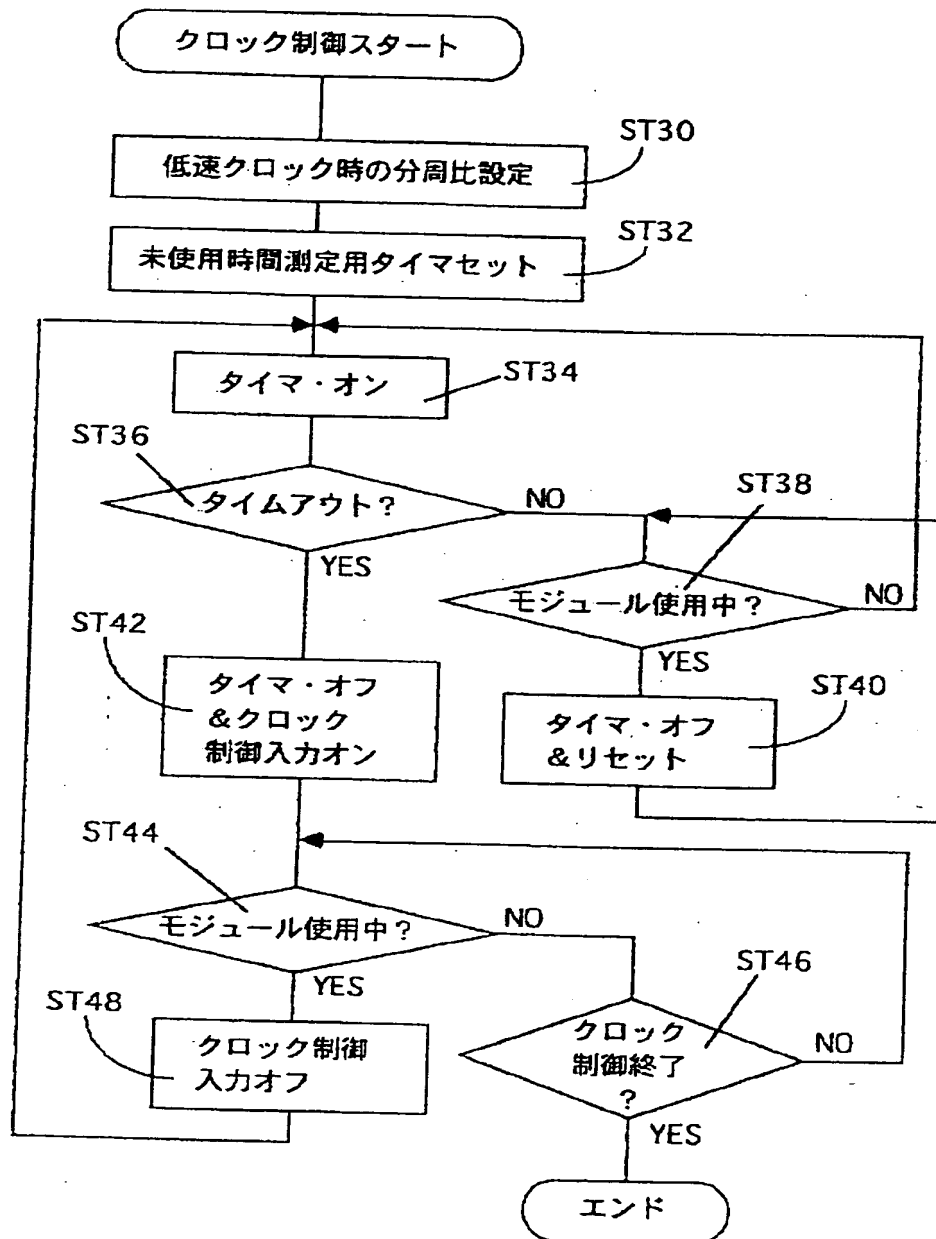 クロック制御スタート
ST30
低速クロック時の分周比設定
ST32
未使用時間測定用タイマセット
タイマ・オン
ST34
ST36
タイムアウト?
NO
YES
ST38
モジュール使用中?
NO
YES
ST42
タイマ・オフ
&クロック
制御入力オン
ST40
タイマ・オフ
&リセット
ST44
モジュール使用中?
NO
YES
ST46
クロック
制御終了
?
NO
YES
ST48
クロック制御
入力オフ
エンド